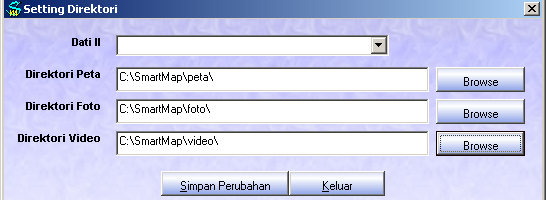 Setting Direktori
Dati II
Direktori Peta C:\SmartMap\peta\ Browse
Direktori Foto C:\SmartMap\foto\ Browse
Direktori Video C:\SmartMap\video\ Browse
Simpan Perubahan Keluar